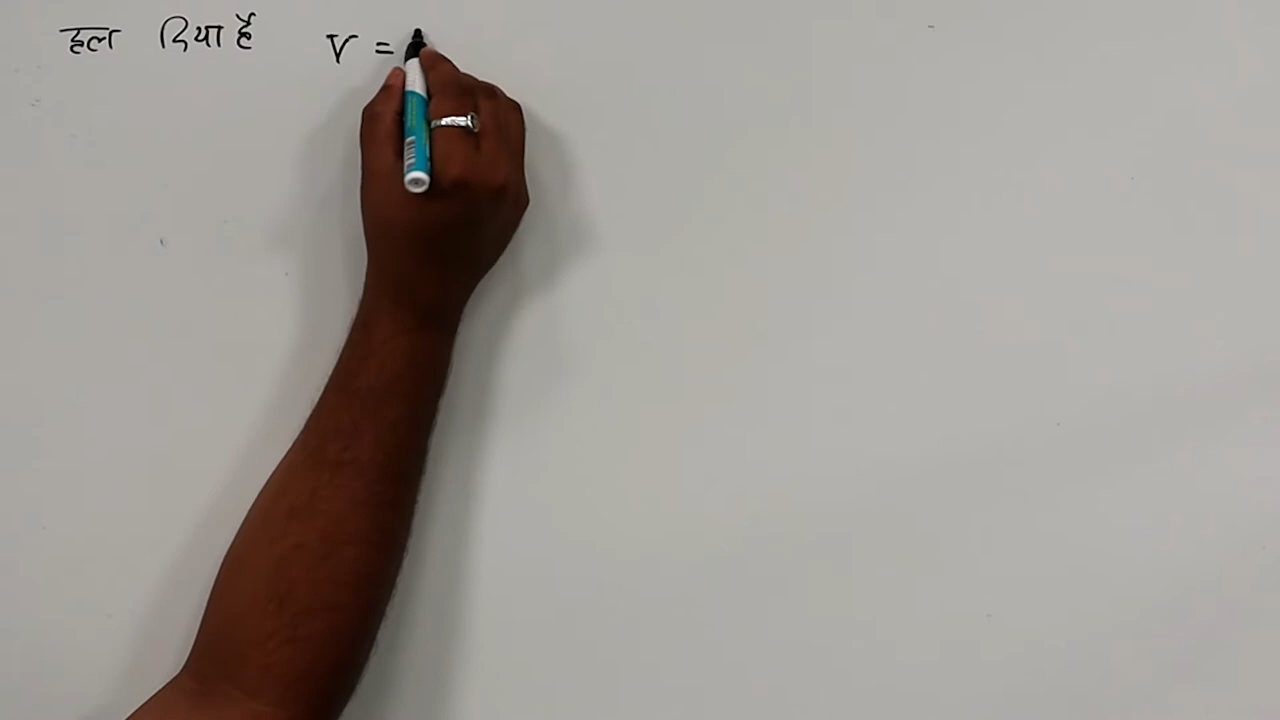 हल दिया है V =